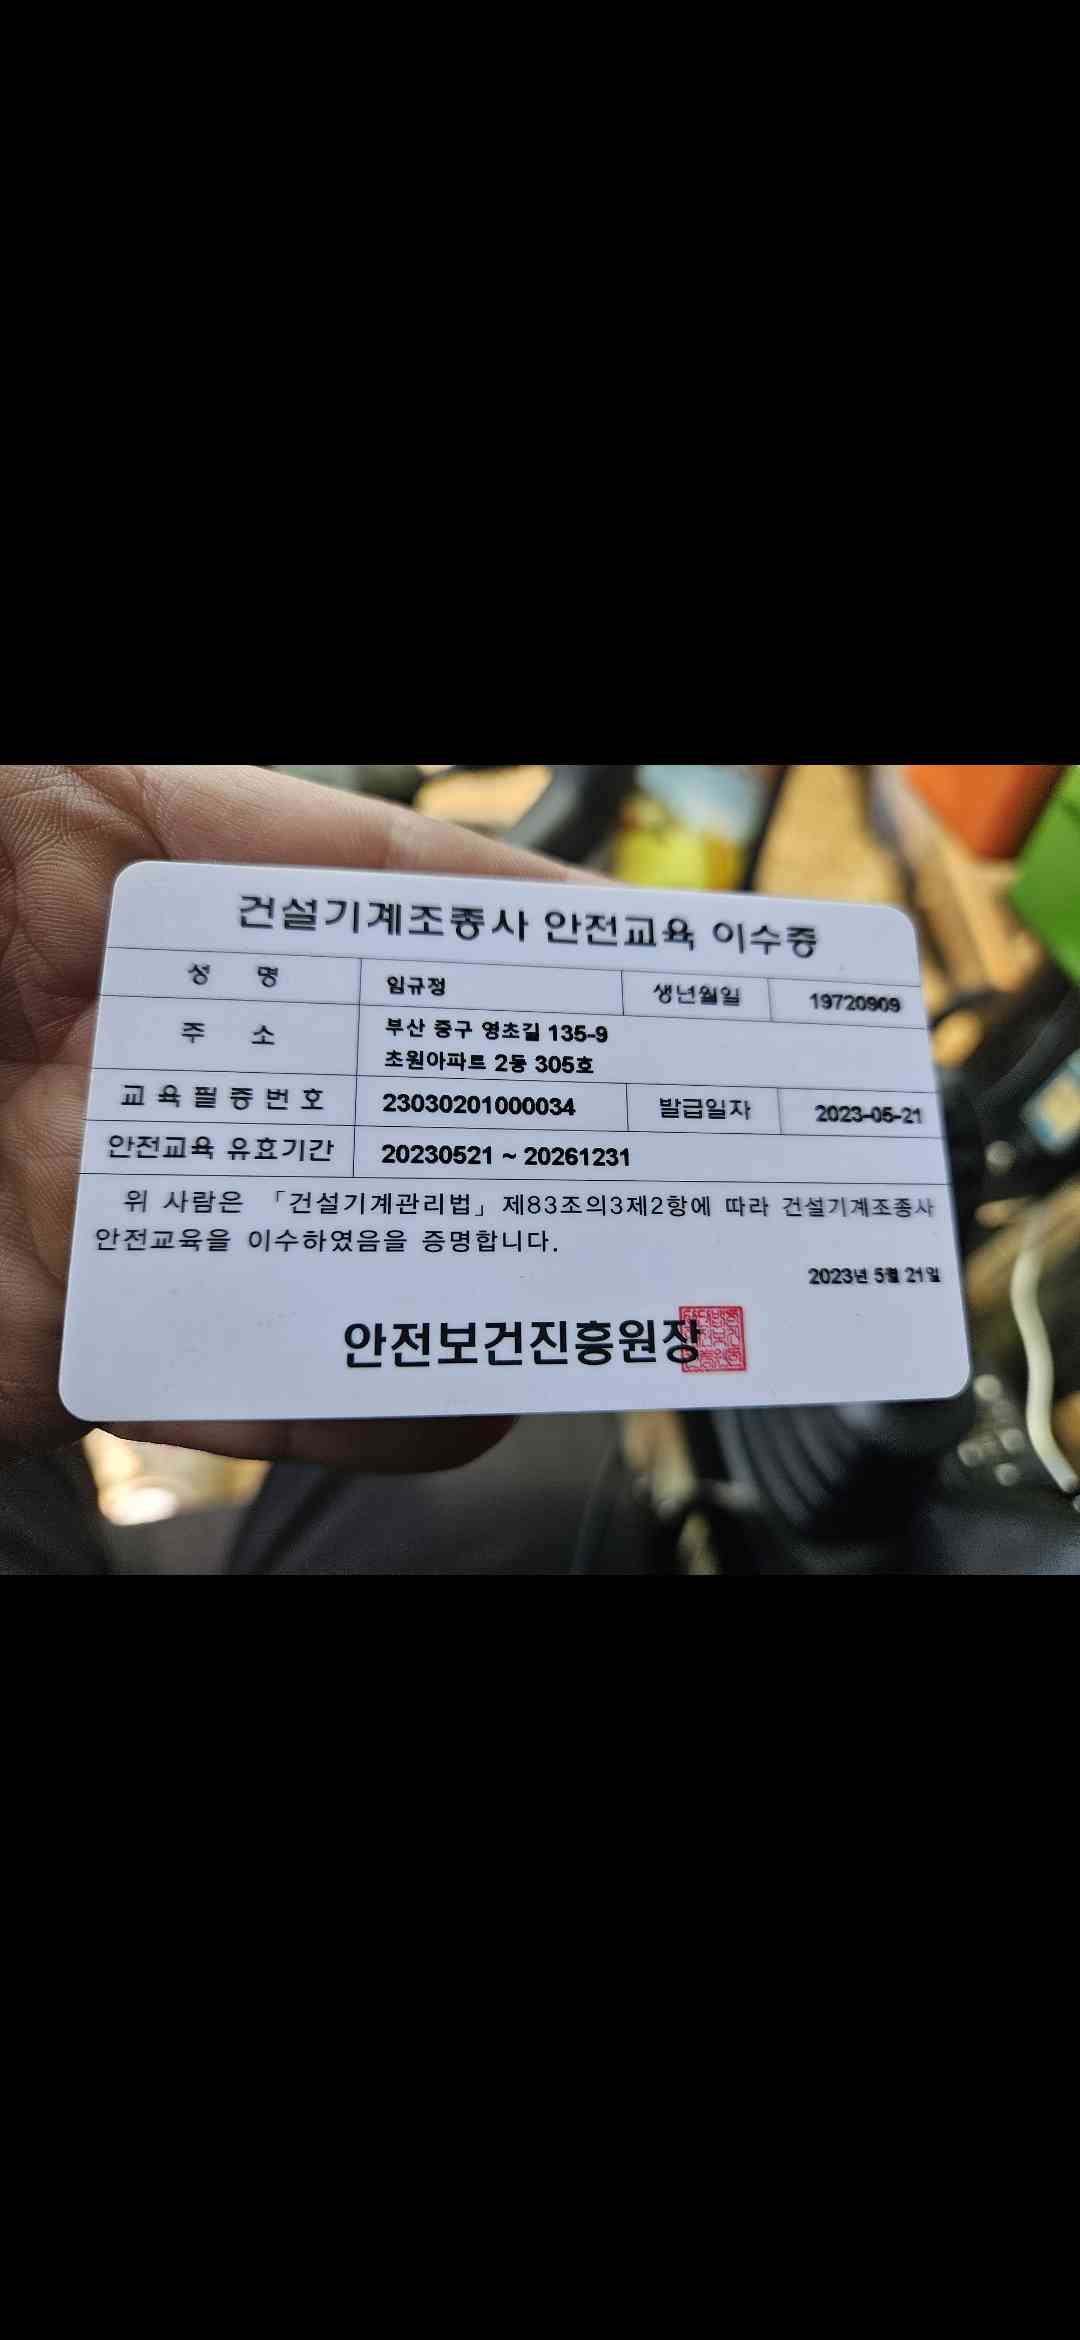 건설기계조종사 안전교육 이수증
성 명 임규정 생년월일 19720909
주 소 부산 중구 영초길 135-9
초원아파트 2동 305호
교육필증번호 23030201000034 발급일자 2023-05-21
안전교육 유효기간 20230521 ~ 20261231
위 사람은 「건설기계관리법」 제83조의3제2항에 따라 건설기계조종사
안전교육을 이수하였음을 증명합니다.
2023년 5월 21일
안전보건진흥원장